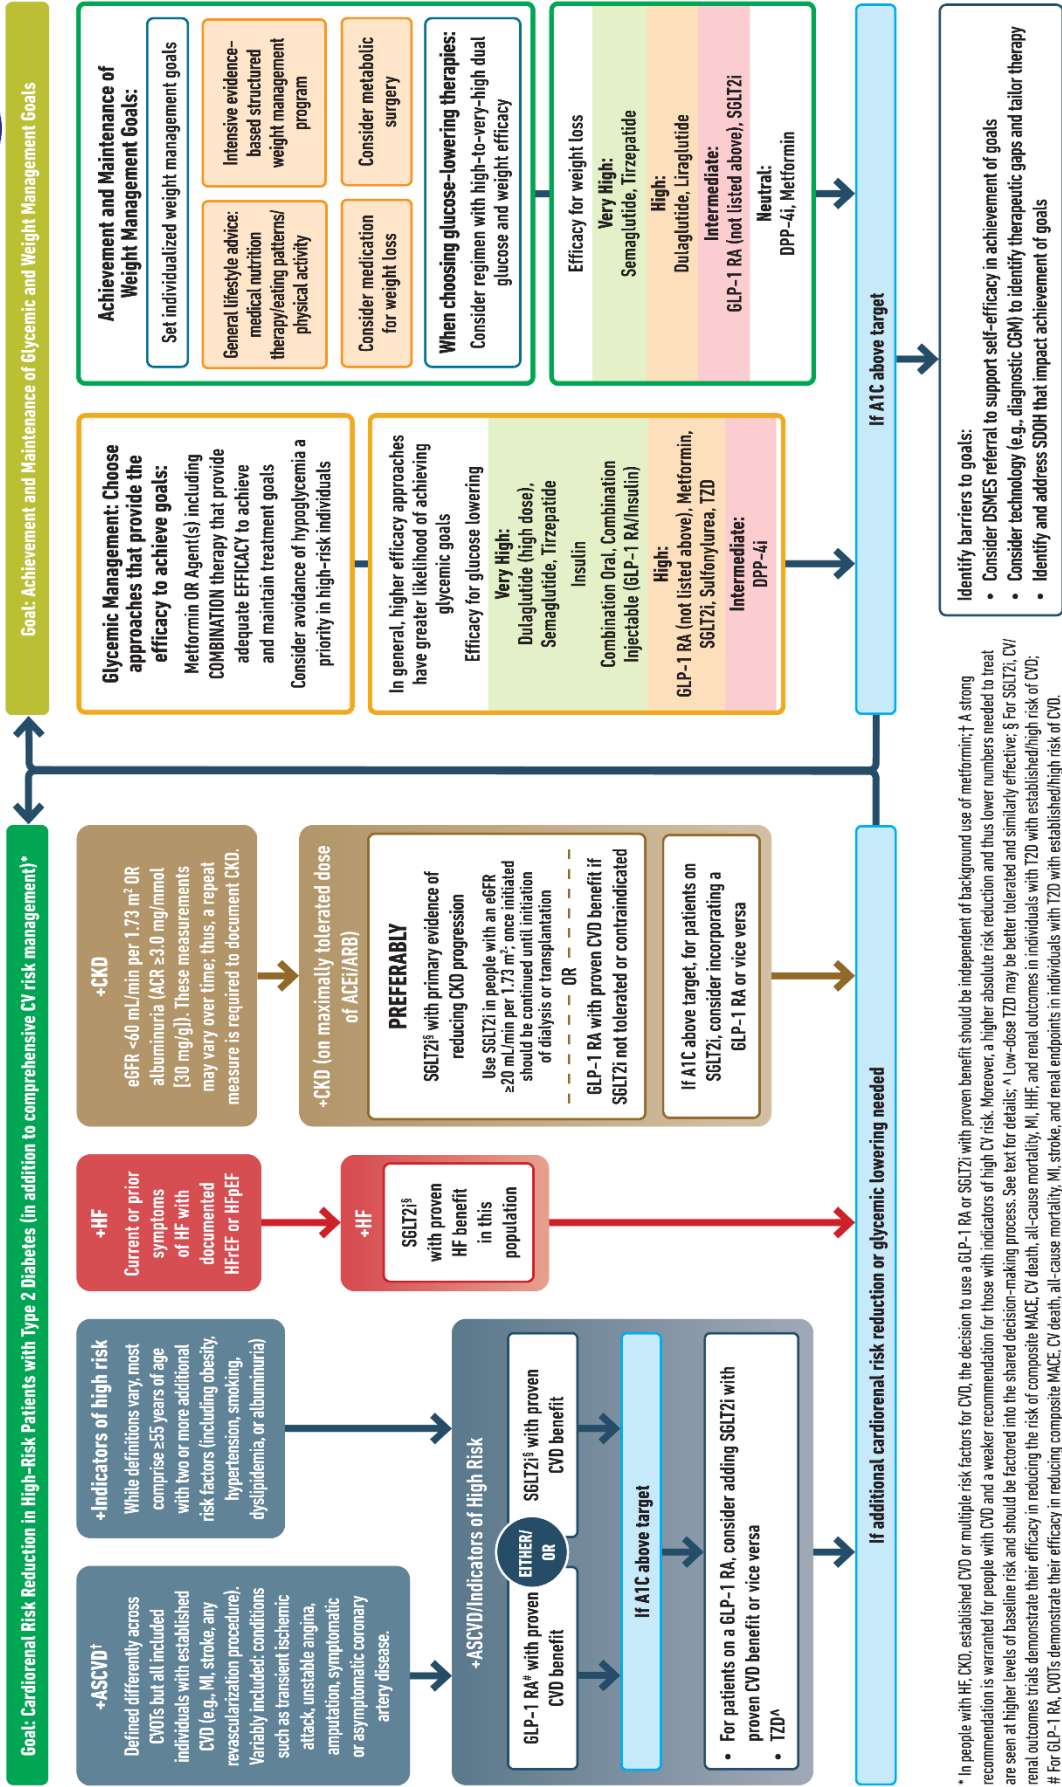 Goal: Cardiorenal Risk Reduction in High-Risk Patients with Type 2 Diabetes (in addition to comprehensive CV risk management)*
Goal: Achievement and Maintenance of Glycemic and Weight Management Goals
+ASCVD†
Defined differently across
CVOTs but all included
individuals with established
CVD (e.g., MI, stroke, any
revascularization procedure).
Variably included: conditions
such as transient ischemic
attack, unstable angina,
amputation, symptomatic
or asymptomatic coronary
artery disease.
+Indicators of high risk
While definitions vary, most
comprise ≥55 years of age
with two or more additional
risk factors (including obesity,
hypertension, smoking,
dyslipidemia, or albuminuria)
+ASCVD/Indicators of High Risk
GLP-1 RA# with proven
CVD benefit
EITHER/
OR
SGLT2i§ with proven
CVD benefit
If A1C above target
• For patients on a GLP-1 RA, consider adding SGLT2i with
proven CVD benefit or vice versa
• TZD^
+HF
Current or prior
symptoms
of HF with
documented
HFrEF or HFpEF
+HF
SGLT2i§
with proven
HF benefit
in this
population
+CKD
eGFR <60 mL/min per 1.73 m² OR
albuminuria (ACR ≥3.0 mg/mmol
[30 mg/g]). These measurements
may vary over time; thus, a repeat
measure is required to document CKD.
+CKD (on maximally tolerated dose
of ACEi/ARB)
PREFERABLY
SGLT2i§ with primary evidence of
reducing CKD progression
Use SGLT2i in people with an eGFR
≥20 mL/min per 1.73 m²; once initiated
should be continued until initiation
of dialysis or transplantation
OR
GLP-1 RA with proven CVD benefit if
SGLT2i not tolerated or contraindicated
If A1C above target, for patients on
SGLT2i, consider incorporating a
GLP-1 RA or vice versa
If additional cardiorenal risk reduction or glycemic lowering needed
Glycemic Management: Choose
approaches that provide the
efficacy to achieve goals:
Metformin OR Agent(s) including
COMBINATION therapy that provide
adequate EFFICACY to achieve
and maintain treatment goals
Consider avoidance of hypoglycemia a
priority in high-risk individuals
In general, higher efficacy approaches
have greater likelihood of achieving
glycemic goals
Efficacy for glucose lowering
Very High:
Dulaglutide (high dose),
Semaglutide, Tirzepatide
Insulin
Combination Oral, Combination
Injectable (GLP-1 RA/Insulin)
High:
GLP-1 RA (not listed above), Metformin,
SGLT2i, Sulfonylurea, TZD
Intermediate:
DPP-4i
Achievement and Maintenance of
Weight Management Goals:
Set individualized weight management goals
General lifestyle advice:
medical nutrition
therapy/eating patterns/
physical activity
Intensive evidence-
based structured
weight management
program
Consider medication
for weight loss
Consider metabolic
surgery
When choosing glucose-lowering therapies:
Consider regimen with high-to-very-high dual
glucose and weight efficacy
Efficacy for weight loss
Very High:
Semaglutide, Tirzepatide
High:
Dulaglutide, Liraglutide
Intermediate:
GLP-1 RA (not listed above), SGLT2i
Neutral:
DPP-4i, Metformin
If A1C above target
Identify barriers to goals:
• Consider DSMES referral to support self-efficacy in achievement of goals
• Consider technology (e.g., diagnostic CGM) to identify therapeutic gaps and tailor therapy
• Identify and address SDOH that impact achievement of goals
* In people with HF, CKD, established CVD or multiple risk factors for CVD, the decision to use a GLP-1 RA or SGLT2i with proven benefit should be independent of background use of metformin;† A strong
recommendation is warranted for people with CVD and a weaker recommendation for those with indicators of high CV risk. Moreover, a higher absolute risk reduction and thus lower numbers needed to treat
are seen at higher levels of baseline risk and should be factored into the shared decision-making process. See text for details; ^ Low-dose TZD may be better tolerated and similarly effective; § For SGLT2i, CV/
renal outcomes trials demonstrate their efficacy in reducing the risk of composite MACE, CV death, all-cause mortality, MI, HHF, and renal outcomes in individuals with T2D with established/high risk of CVD;
# For GLP-1 RA, CVOTs demonstrate their efficacy in reducing composite MACE, CV death, all-cause mortality, MI, stroke, and renal endpoints in individuals with T2D with established/high risk of CVD.